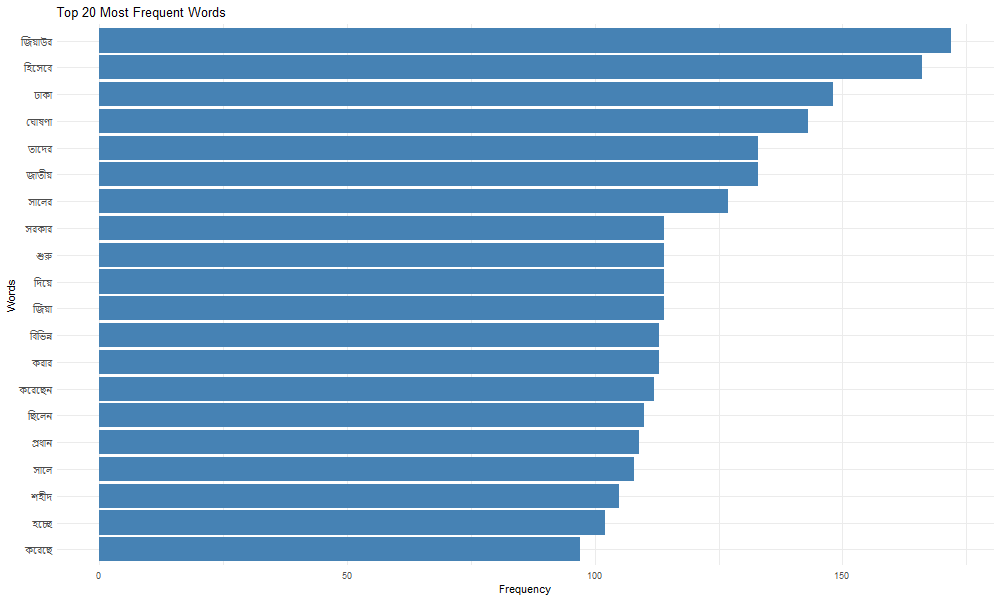 Top 20 Most Frequent Words
Words
জিয়াউর
হিসেবে
ঢাকা
ঘোষণা
তাদের
জাতীয়
সালের
সরকার
শুরু
দিয়ে
জিয়া
বিভিন্ন
করার
করেছেন
ছিলেন
প্রধান
সালে
শহীদ
হচ্ছে
করেছে
0 50 100 150
Frequency